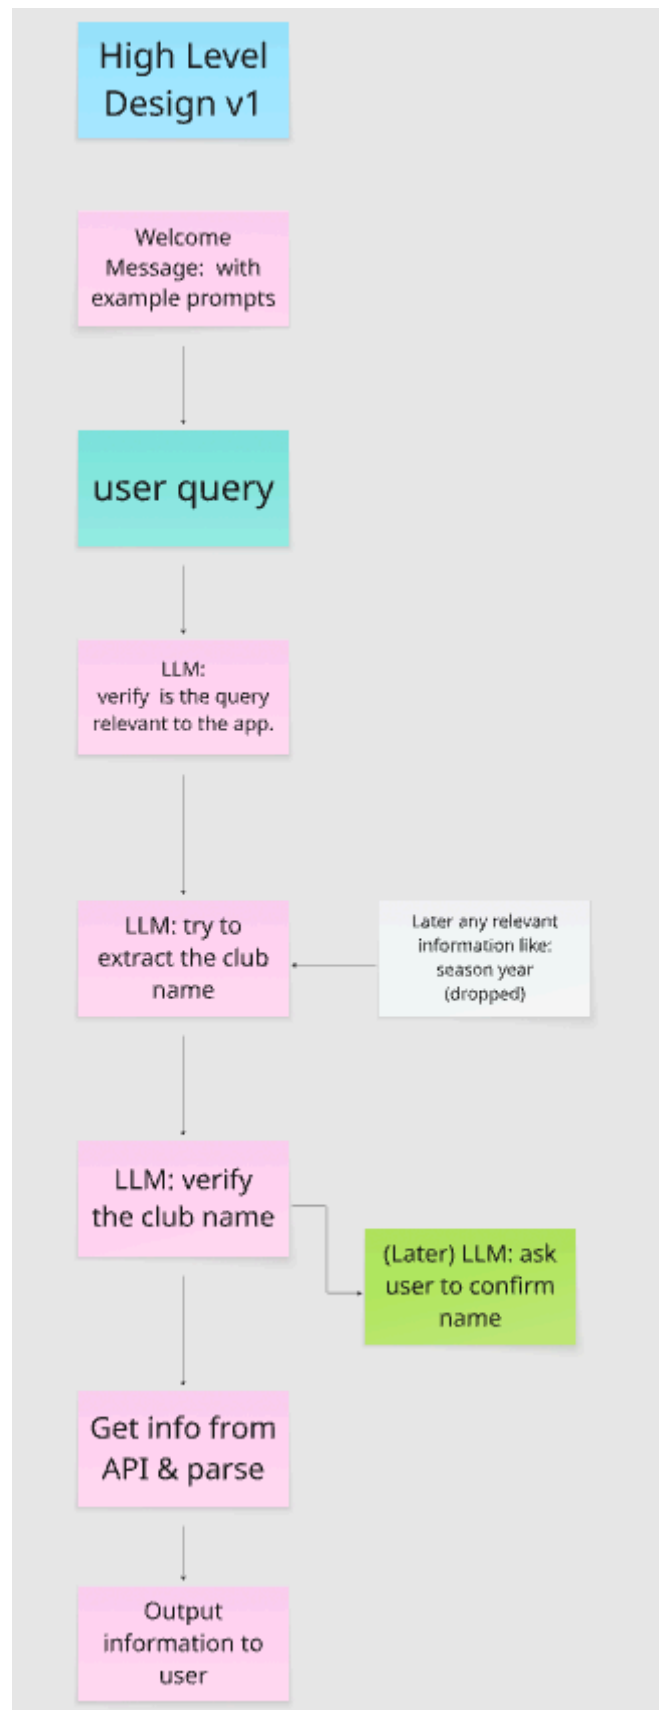 High Level
Design v1
Welcome
Message: with
example prompts
user query
LLM:
verify is the query
relevant to the app.
LLM: try to
extract the club
name
Later any relevant
information like:
season year
(dropped)
LLM: verify
the club name
(Later) LLM: ask
user to confirm
name
Get info from
API & parse
Output
information to
user